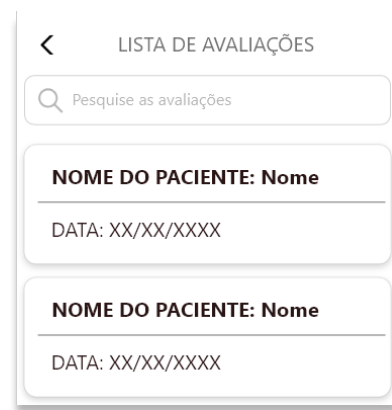 LISTA DE AVALIAÇÕES
Pesquise as avaliações
NOME DO PACIENTE: Nome
DATA: XX/XX/XXXX
NOME DO PACIENTE: Nome
DATA: XX/XX/XXXX